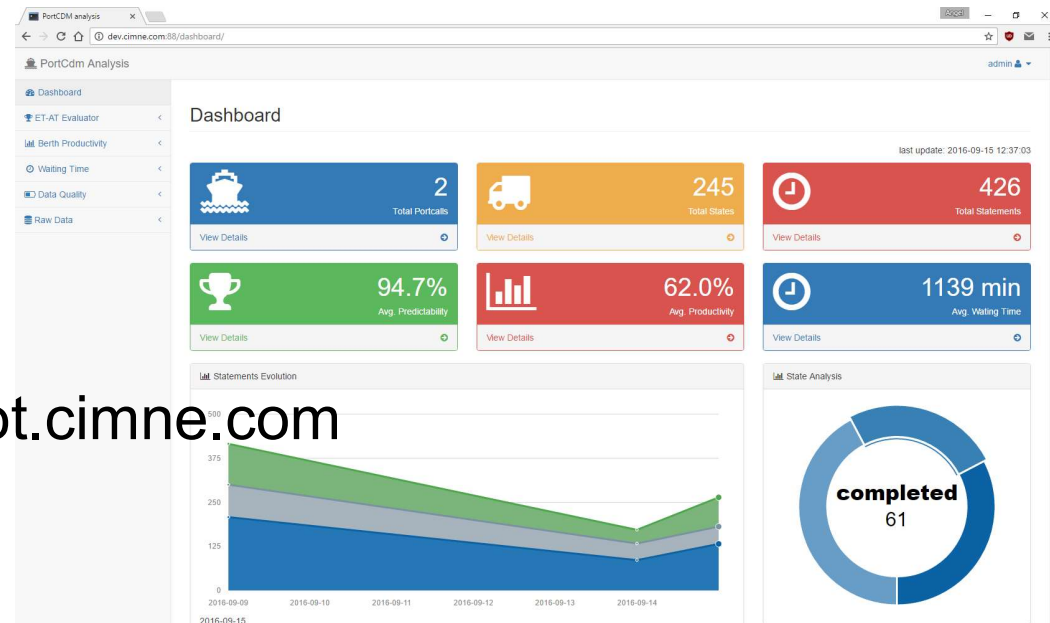 PortCDM analysis
Angel
dev.cimne.com:88/dashboard/
PortCdm Analysis
admin
Dashboard
ET-AT Evaluator
Berth Productivity
Waiting Time
Data Quality
Raw Data
Dashboard
last update: 2016-09-15 12:37:03
2
Total Portcalls
View Details
245
Total States
View Details
426
Total Statements
View Details
94.7%
Avg. Predictability
View Details
62.0%
Avg. Productivity
View Details
1139 min
Avg. Wating Time
View Details
Statements Evolution
500
375
250
125
0
2016-09-09 2016-09-10 2016-09-11 2016-09-12 2016-09-13 2016-09-14
2016-09-15
State Analysis
completed
61
t.cimne.com